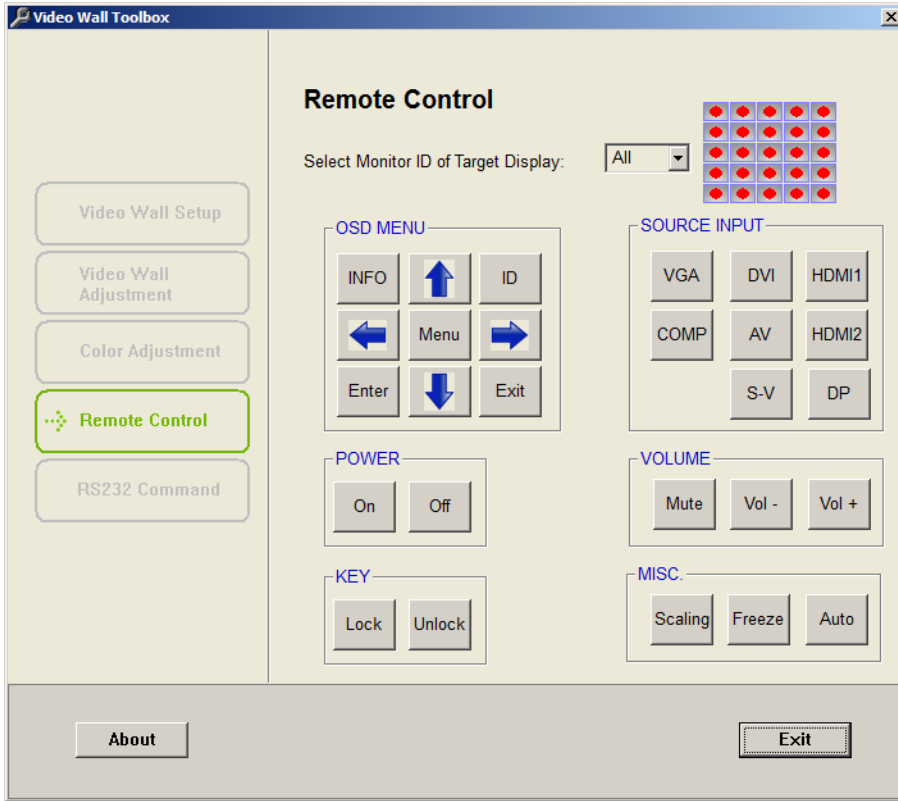 Video Wall Toolbox
Video Wall Setup
Video Wall
Adjustment
Color Adjustment
Remote Control
RS232 Command
Remote Control
Select Monitor ID of Target Display: All
OSD MENU
INFO ID
Menu
Enter Exit
SOURCE INPUT
VGA DVI HDMI1
COMP AV HDMI2
S-V DP
POWER
On Off
VOLUME
Mute Vol - Vol +
KEY
Lock Unlock
MISC.
Scaling Freeze Auto
About Exit